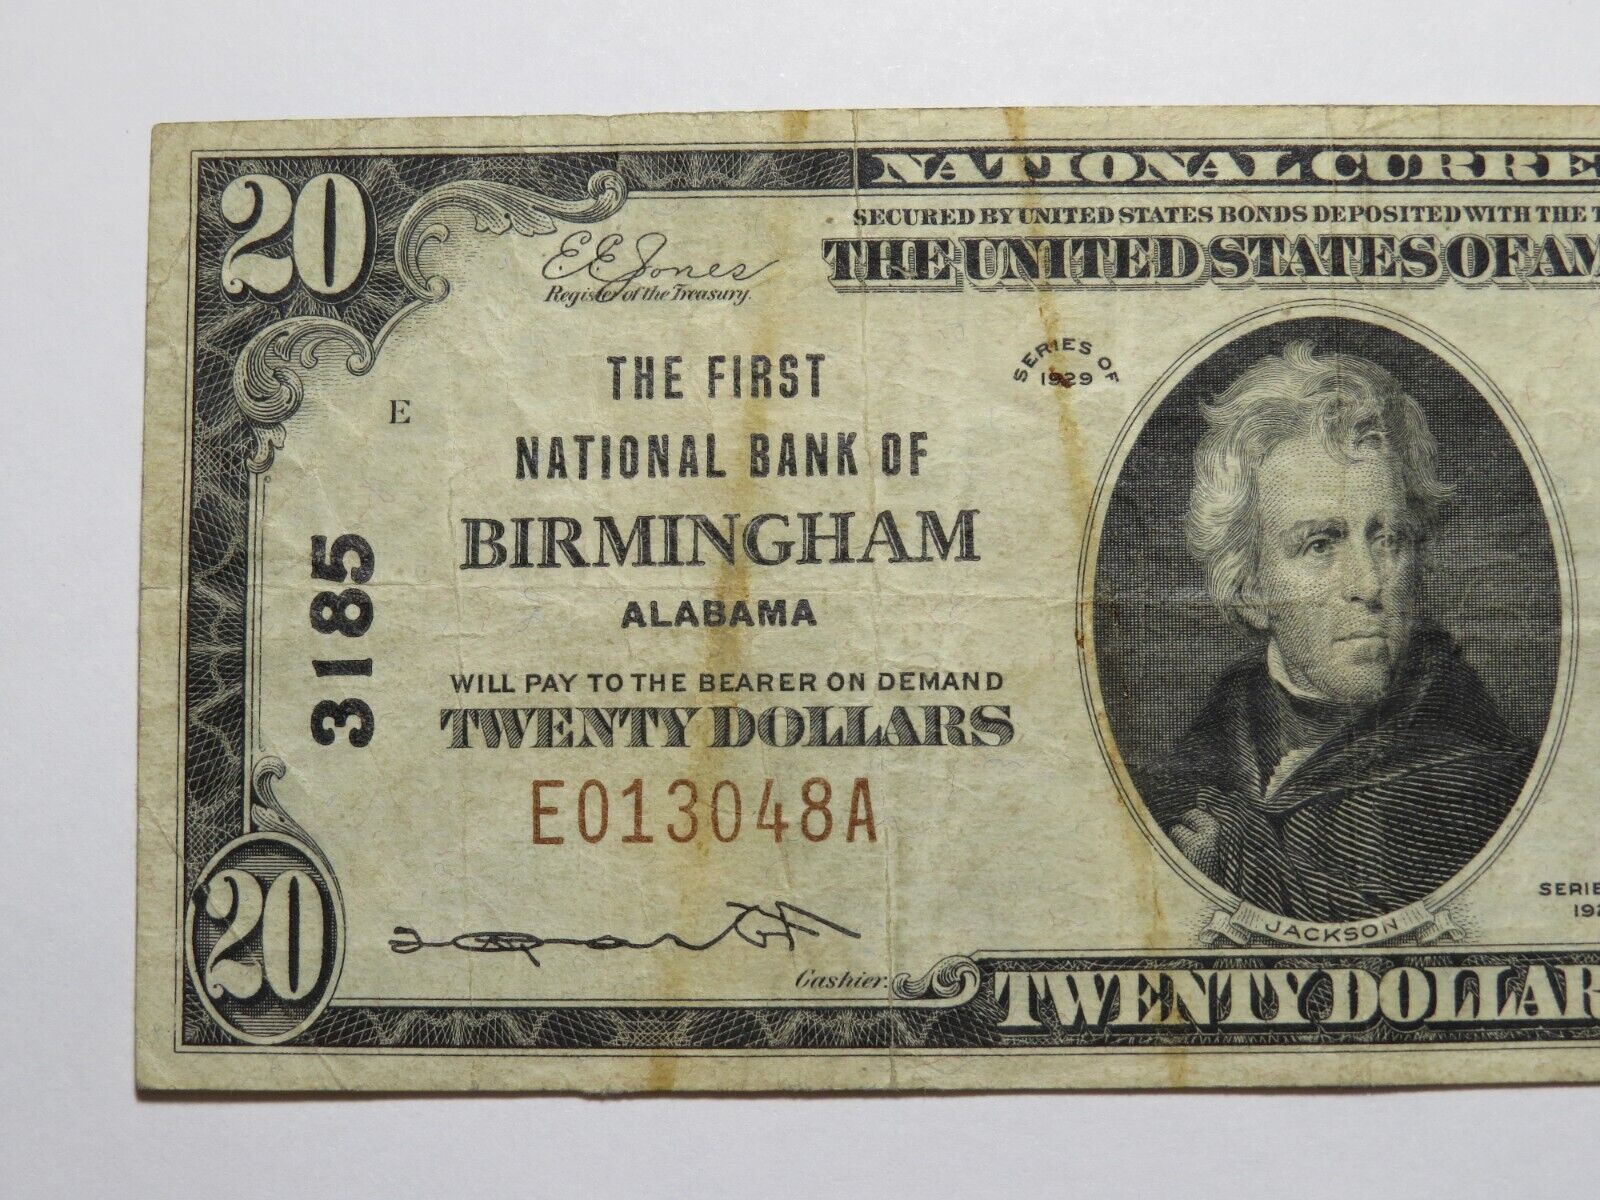 NATIONAL CURRE
SECURED BY UNITED STATES BONDS DEPOSITED WITH THE T
THE UNITED STATES OF AM
20
E.E. Jones
Register of the Treasury.
SERIES OF
1929
THE FIRST
E
NATIONAL BANK OF
BIRMINGHAM
3185
ALABAMA
WILL PAY TO THE BEARER ON DEMAND
TWENTY DOLLARS
E013048A
20
SERIE
192
JACKSON
Cashier.
TWENTY DOLLAR